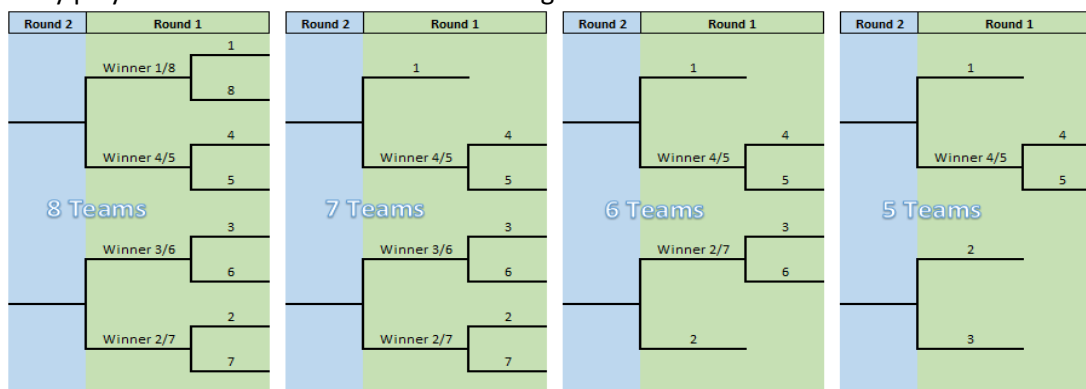 Round 2 Round 1
1
Winner 1/8
8
4
Winner 4/5
5
8 Teams
3
Winner 3/6
6
2
Winner 2/7
7
Round 2 Round 1
1
4
Winner 4/5
5
7 Teams
3
Winner 3/6
6
2
Winner 2/7
7
Round 2 Round 1
1
4
Winner 4/5
5
6 Teams
3
Winner 2/7
6
2
Round 2 Round 1
1
4
Winner 4/5
5
5 Teams
2
3